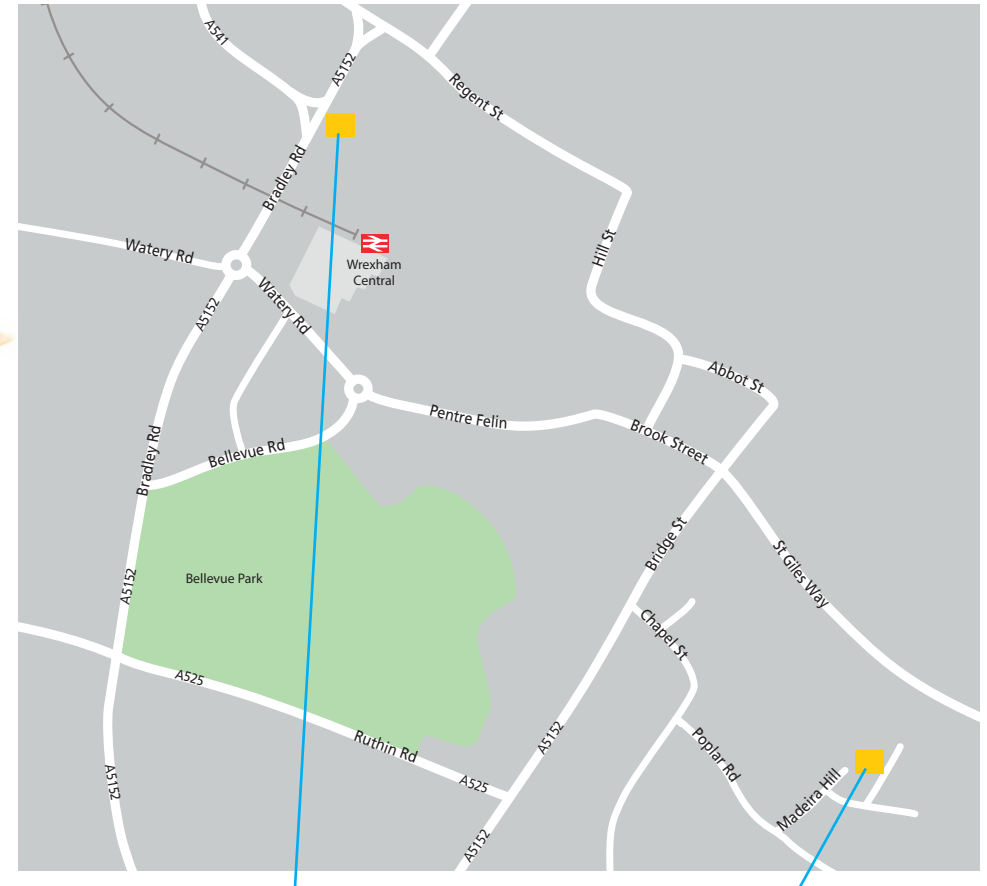 A541
A5152
Regent St
Bradley Rd
Hill St
Watery Rd
Wrexham
Central
Watery Rd
A5152
Abbot St
Pentre Felin
Brook Street
Bradley Rd
Bellevue Rd
Bridge St
St Giles Way
A5152
Bellevue Park
Chapel St
A525
Ruthin Rd
A5152
Poplar Rd
A5152
A525
Madeira Hill
A5152